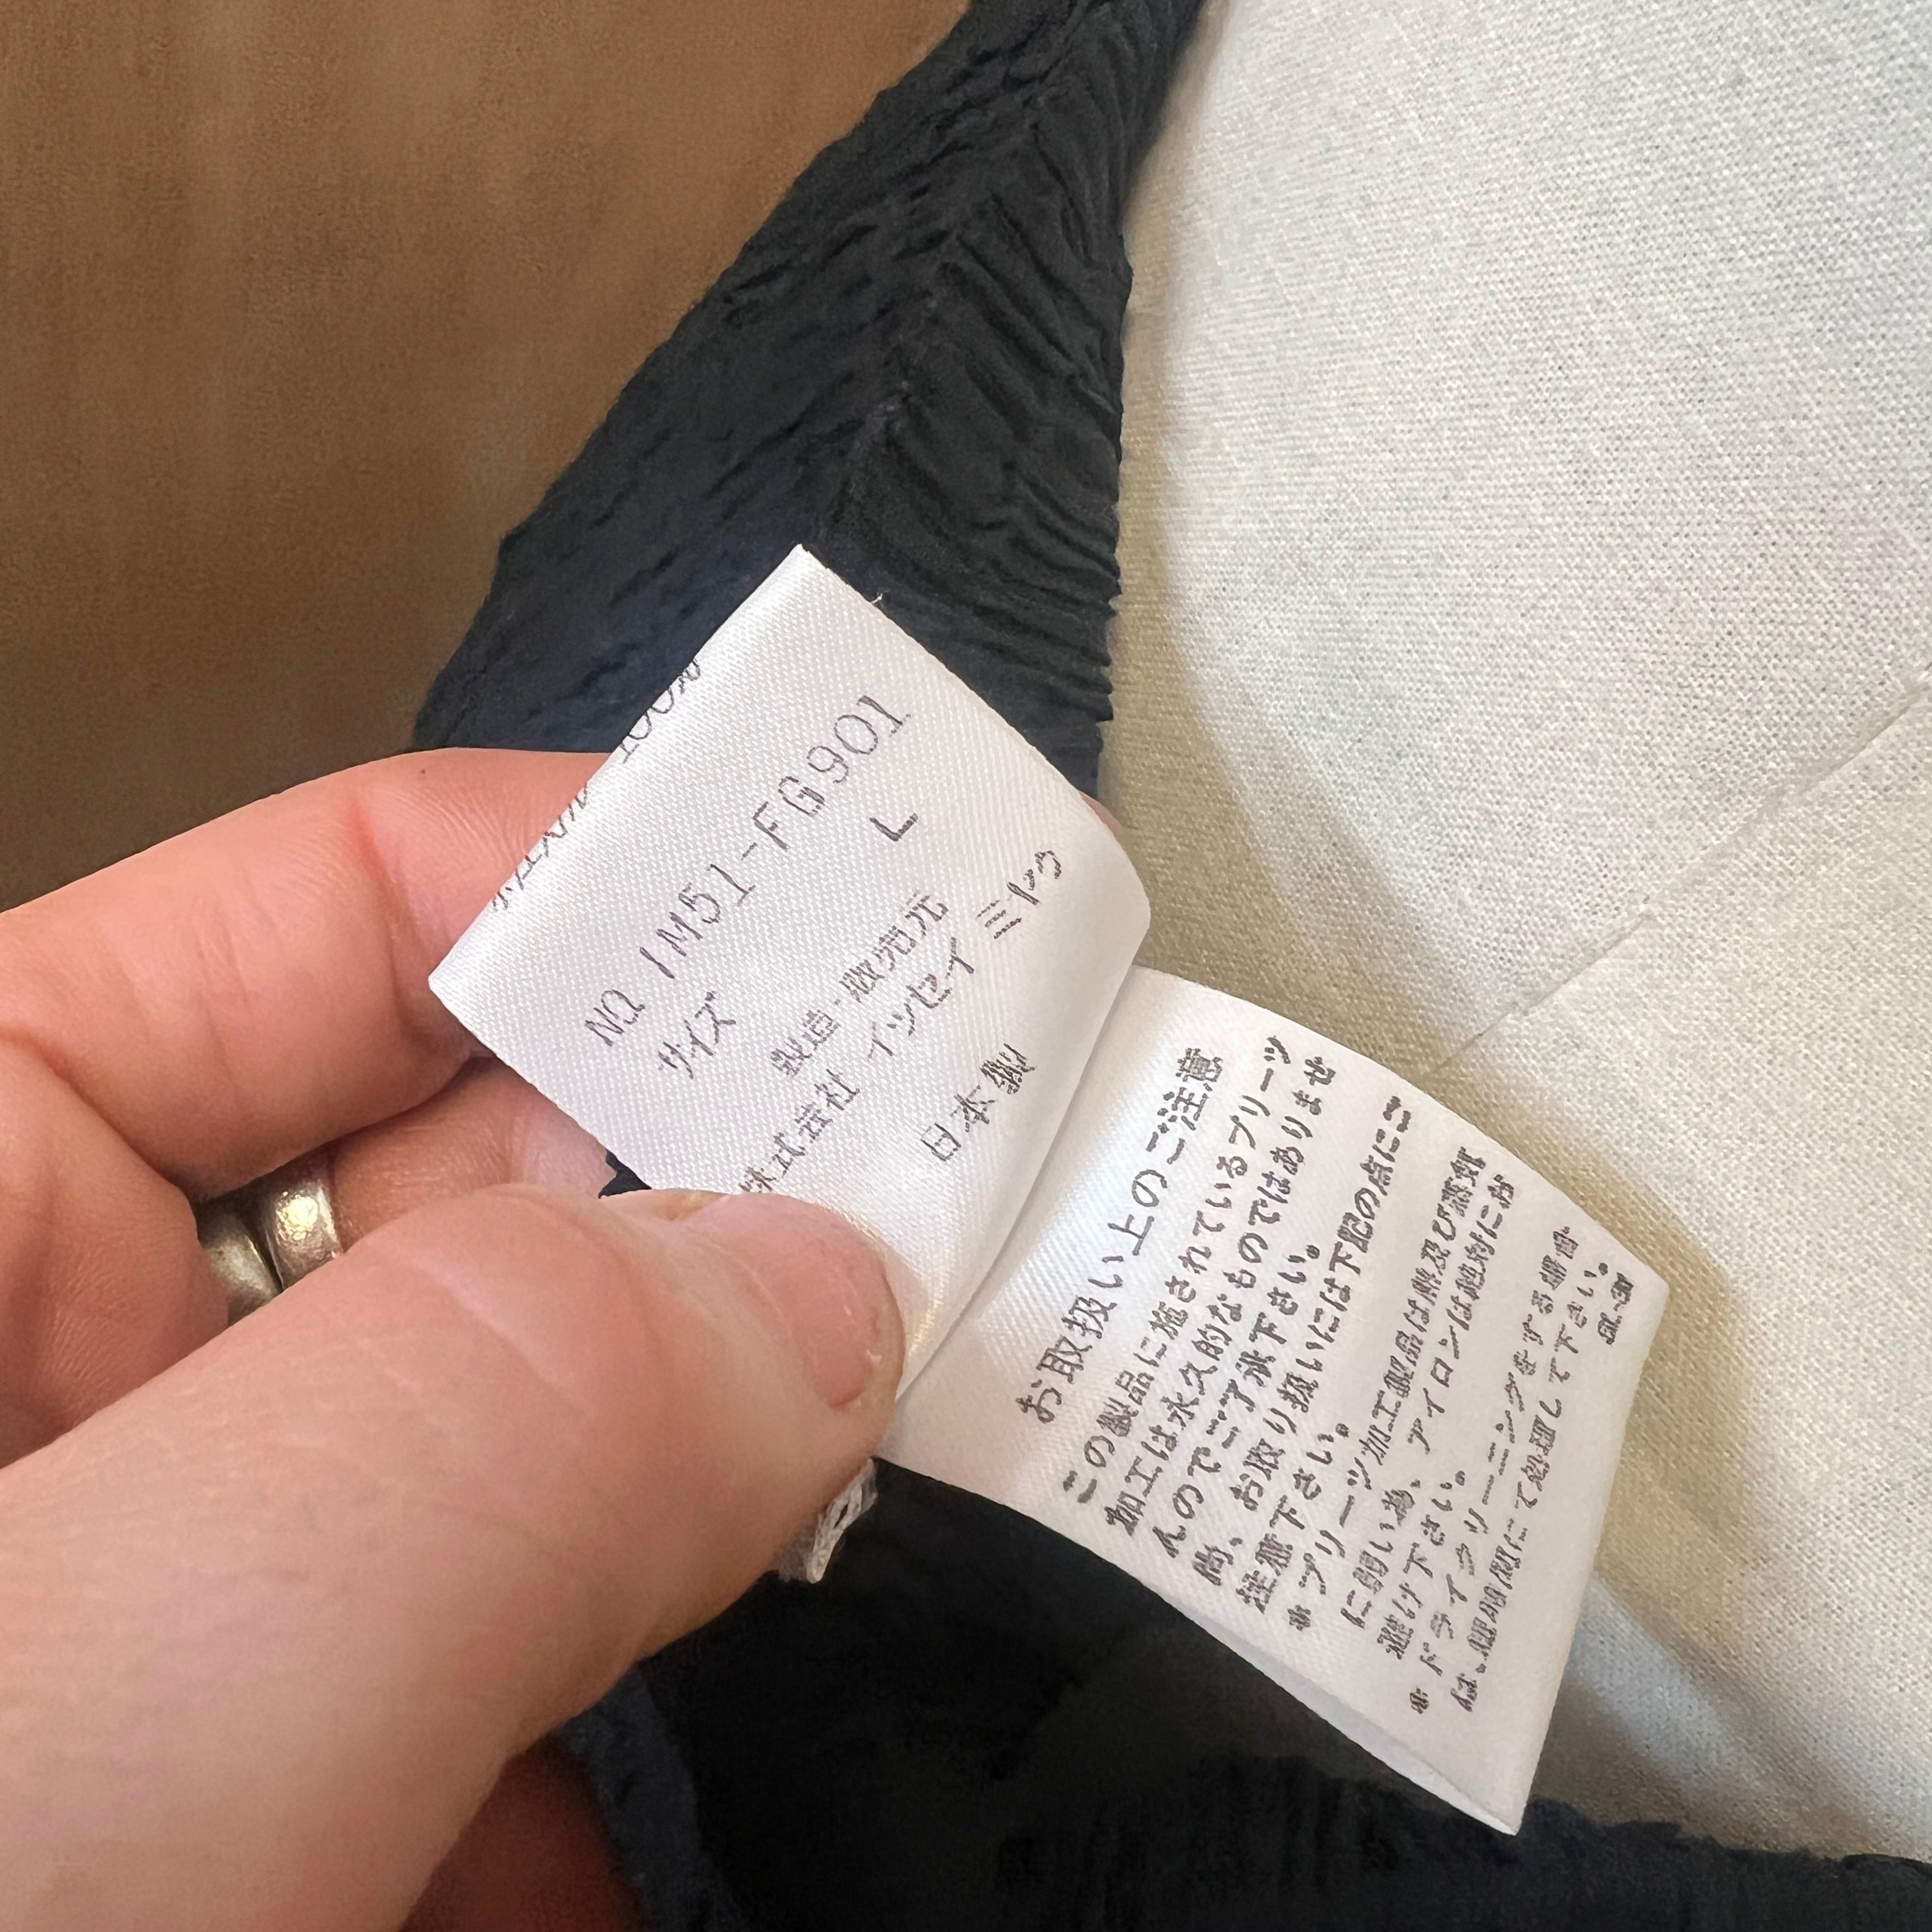 100%
NO IM51-FG901
サイズ L
製造・販売元
株式会社 イッセイ ミヤケ
日本製
お取扱い上のご注意
この製品に施されているプリーツ
加工は永久的なものではありませ
んのでご了承下さい。
尚、お取り扱いには下記の点にご
注意下さい。
※プリーツ加工製品は熱及び蒸気
に弱い為、アイロンは絶対にお
避け下さい。
※ドライクリーニングをする場合
は、短時間にて処理して下さい。